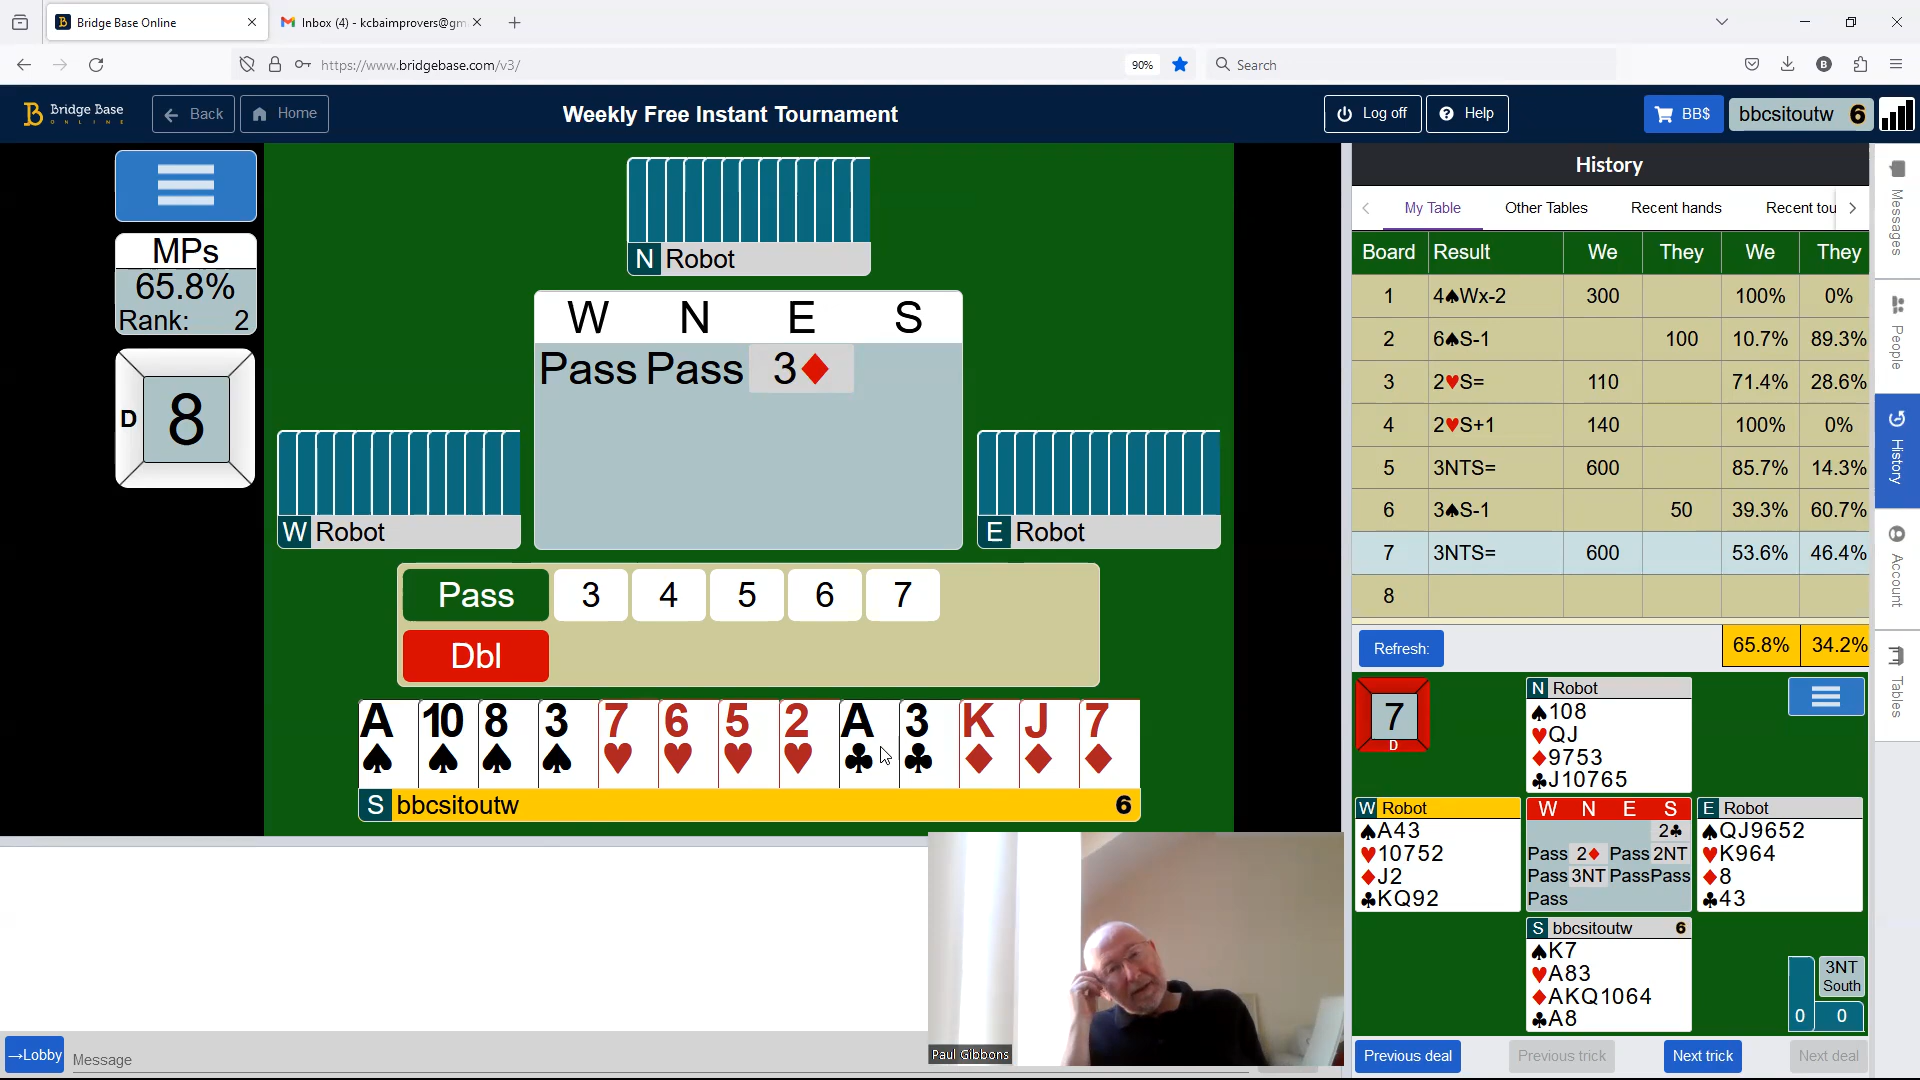 Bridge Base Online
Inbox (4) - kcbaimprovers@gm
https://www.bridgebase.com/v3/
90%
Search
Bridge Base
ONLINE
Back
Home
Weekly Free Instant Tournament
Log off
Help
BB$
bbcsitoutw 6
MPs
65.8%
Rank: 2
D
8
N Robot
W N E S
Pass Pass 3♦
W Robot
E Robot
Pass 3 4 5 6 7
Dbl
A 10 8 3 7 6 5 2 A 3 K J 7
♠ ♠ ♠ ♠ ♥ ♥ ♥ ♥ ♣ ♣ ♦ ♦ ♦
S bbcsitoutw 6
Paul Gibbons
→Lobby
Message
History
My Table
Other Tables
Recent hands
Recent tou
Board Result We They We They
1 4♠Wx-2 300 100% 0%
2 6♠S-1 100 10.7% 89.3%
3 2♥S= 110 71.4% 28.6%
4 2♥S+1 140 100% 0%
5 3NTS= 600 85.7% 14.3%
6 3♠S-1 50 39.3% 60.7%
7 3NTS= 600 53.6% 46.4%
8
Refresh:
65.8% 34.2%
7
D
N Robot
♠108
♥QJ
♦9753
♣J10765
W Robot
♠A43
♥10752
♦J2
♣KQ92
W N E S
2♣
Pass 2♦ Pass 2NT
Pass 3NT Pass Pass
Pass
E Robot
♠QJ9652
♥K964
♦8
♣43
S bbcsitoutw 6
♠K7
♥A83
♦AKQ1064
♣A8
3NT
South
0 0
Previous deal
Previous trick
Next trick
Next deal
Messages
People
History
Account
Tables